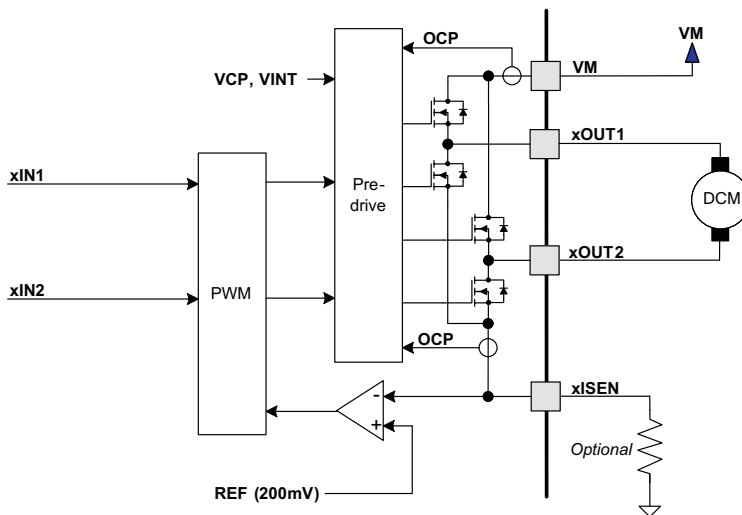 OCP
VM
VM
VCP, VINT
xOUT1
xIN1
Pre-
drive
DCM
xOUT2
xIN2
PWM
OCP
xISEN
-
+
Optional
REF (200mV)